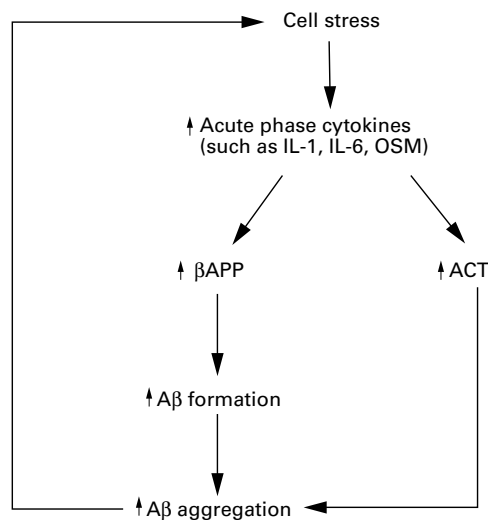 Cell stress
Acute phase cytokines
(such as IL-1, IL-6, OSM)
βAPP
ACT
Aβ formation
Aβ aggregation